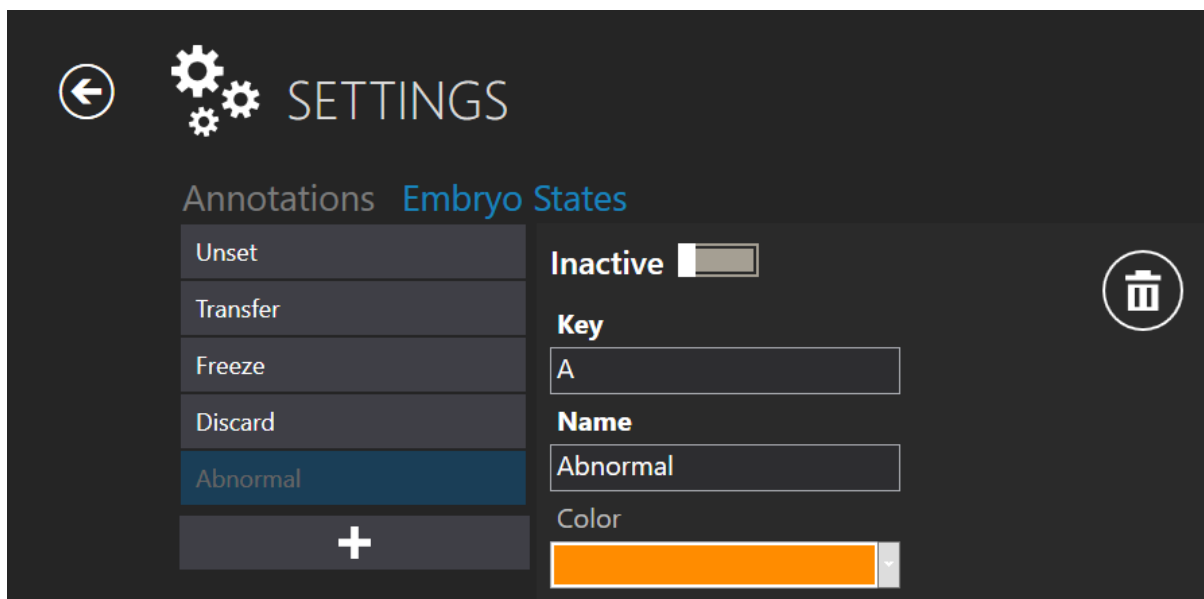 SETTINGS
Annotations Embryo States
Unset
Transfer
Freeze
Discard
Abnormal
Inactive
Key
A
Name
Abnormal
Color